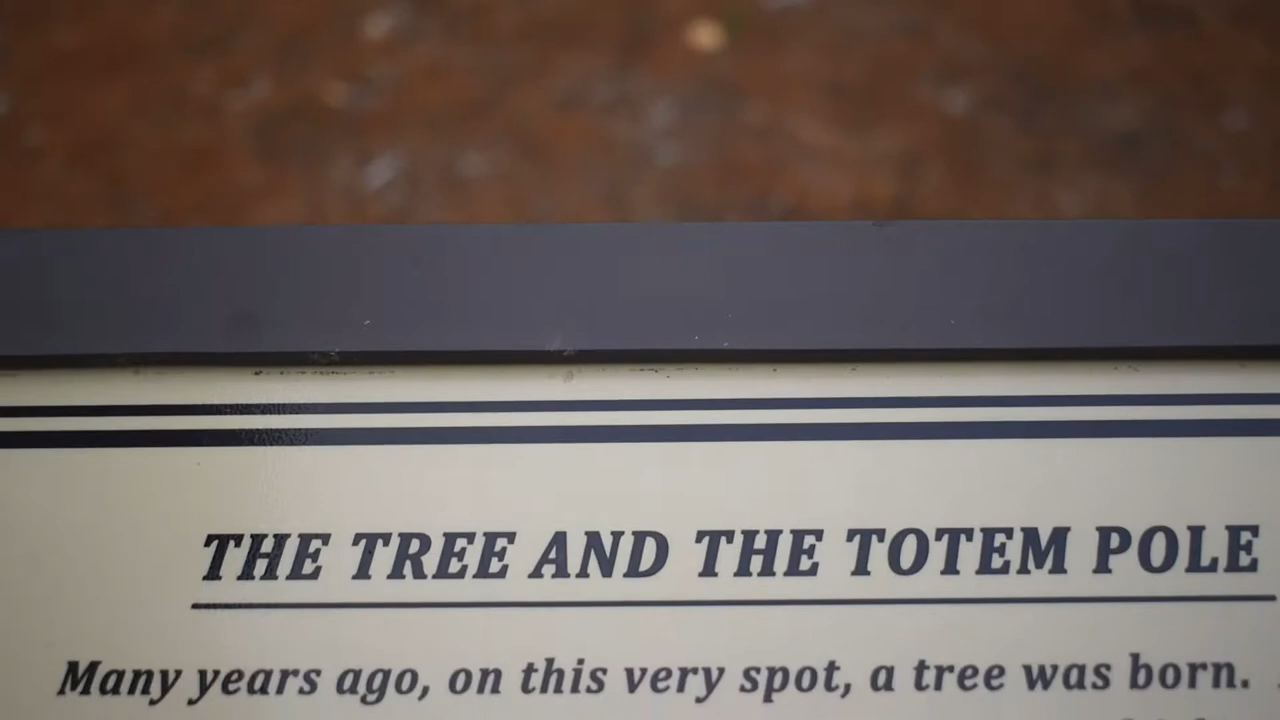 THE TREE AND THE TOTEM POLE
Many years ago, on this very spot, a tree was born.